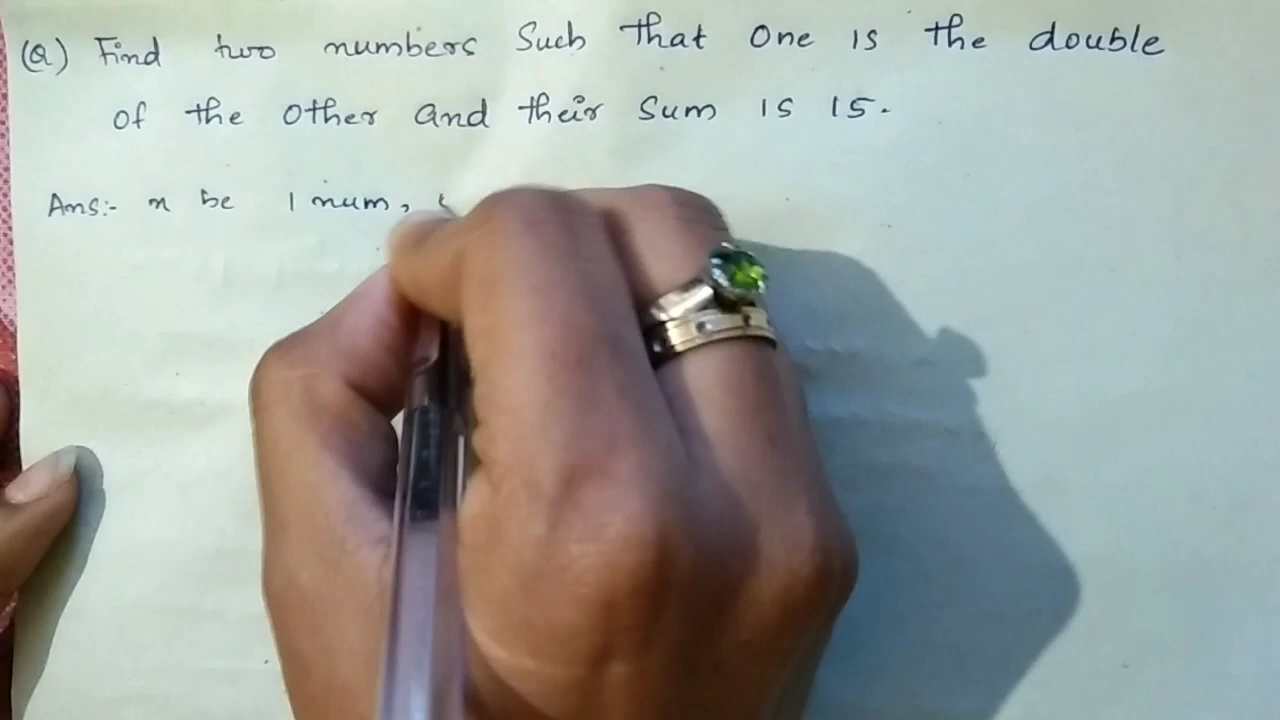 (Q) Find two numbers Such that One is the double
of the Other and their Sum is 15.
Ans:- x be 1 num,